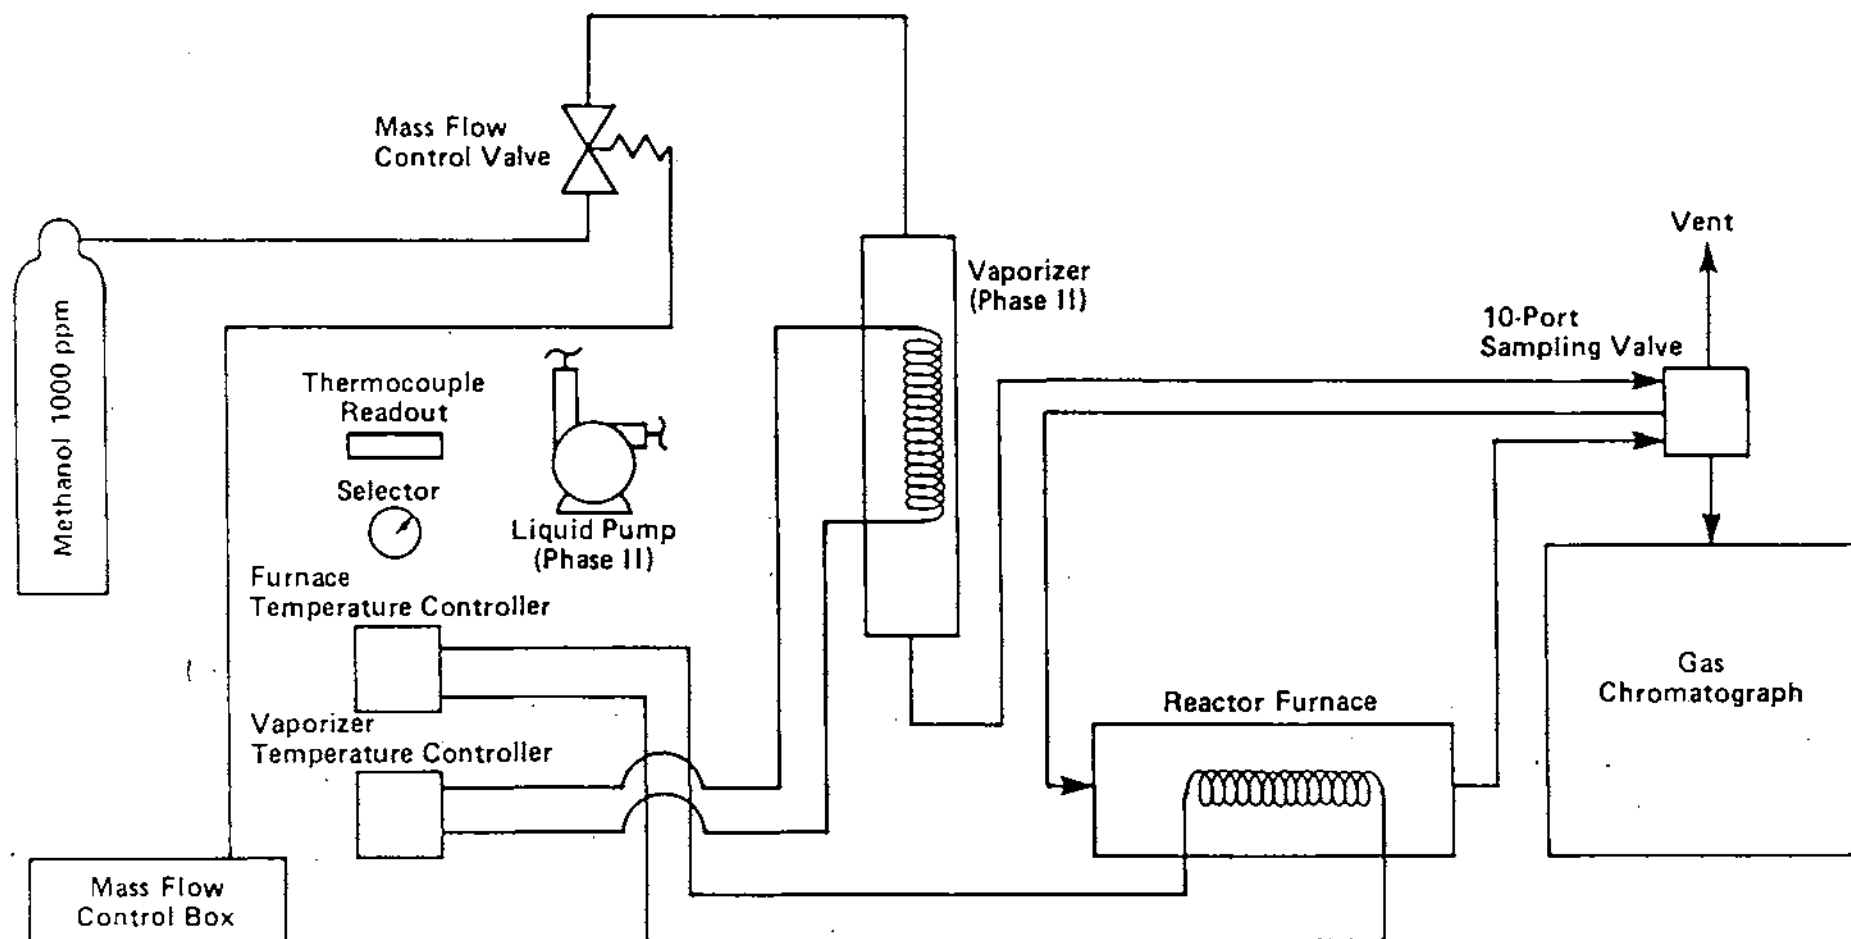 Mass Flow
Control Valve
Methanol 1000 ppm
Vaporizer
(Phase II)
Vent
10-Port
Sampling Valve
Thermocouple
Readout
Selector
Liquid Pump
(Phase II)
Furnace
Temperature Controller
Vaporizer
Temperature Controller
Reactor Furnace
Gas
Chromatograph
Mass Flow
Control Box